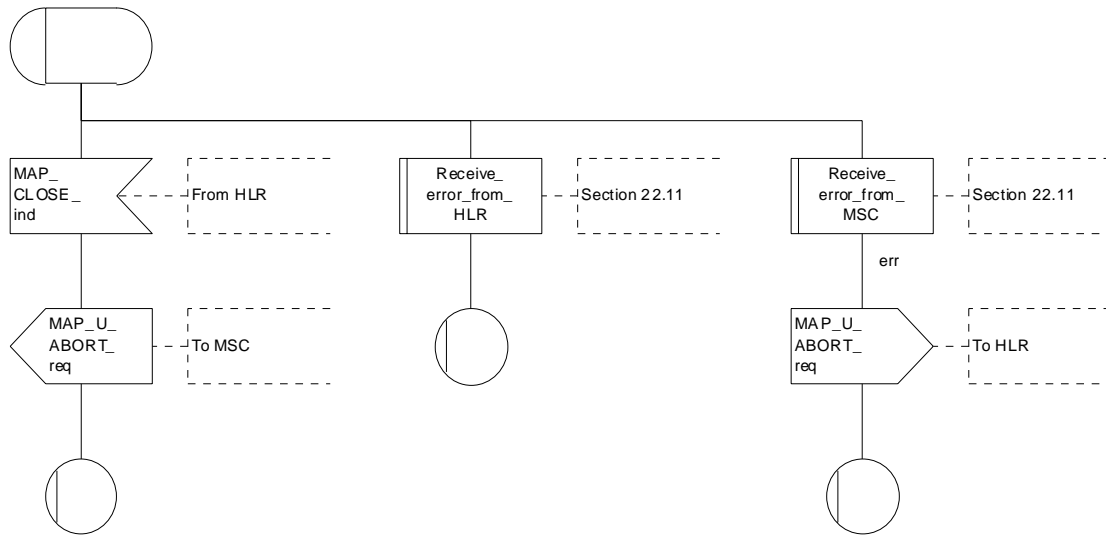 MAP_
CLOSE_
ind
From HLR
Receive_
error_from_
HLR
Section 22.11
Receive_
error_from_
MSC
Section 22.11
err
MAP_U_
ABORT_
req
To MSC
MAP_U_
ABORT_
req
To HLR